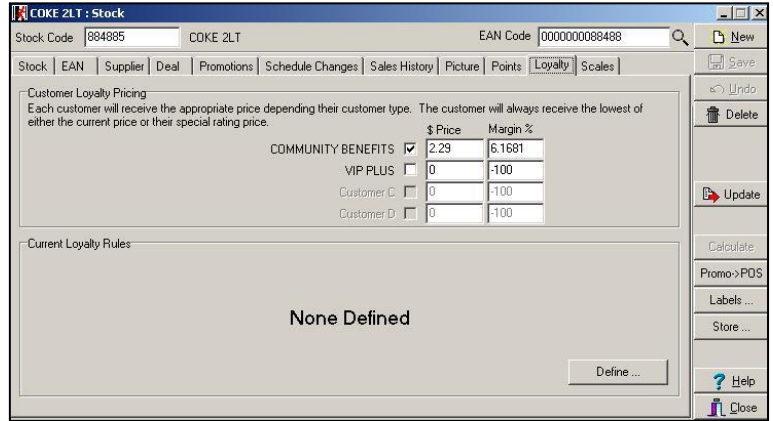 COKE 2LT : Stock
Stock Code 884885 COKE 2LT EAN Code 0000000088488 New
Stock EAN Supplier Deal Promotions Schedule Changes Sales History Picture Points Loyalty Scales Save
Undo
Customer Loyalty Pricing
Each customer will receive the appropriate price depending their customer type. The customer will always receive the lowest of
either the current price or their special rating price. Delete
$ Price Margin %
COMMUNITY BENEFITS 2.29 6.1681
VIP PLUS 0 -100
Customer C 0 -100 Update
Customer D 0 -100
Current Loyalty Rules Calculate
Promo->POS
Labels ...
None Defined Store ...
Define ... Help
Close